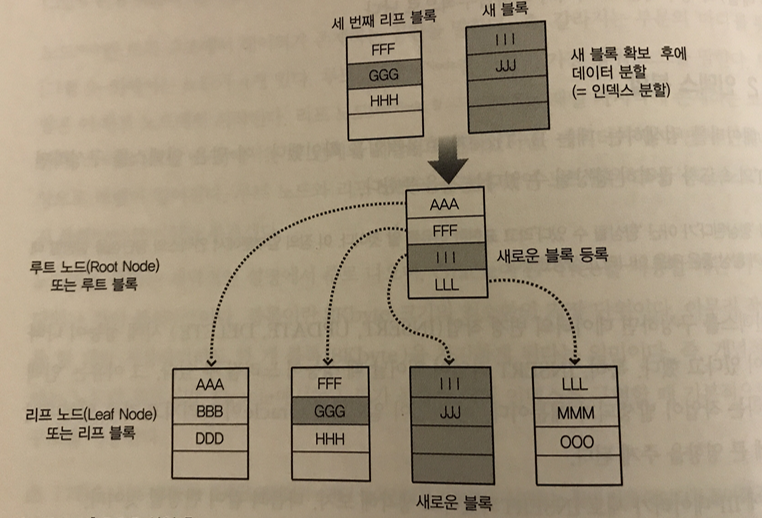 세 번째 리프 블록
새 블록
FFF
GGG
HHH
III
JJJ
새 블록 확보 후에
데이터 분할
(= 인덱스 분할)
AAA
FFF
III
LLL
루트 노드(Root Node)
또는 루트 블록
새로운 블록 등록
리프 노드(Leaf Node)
또는 리프 블록
AAA
BBB
DDD
FFF
GGG
HHH
III
JJJ
LLL
MMM
OOO
새로운 블록